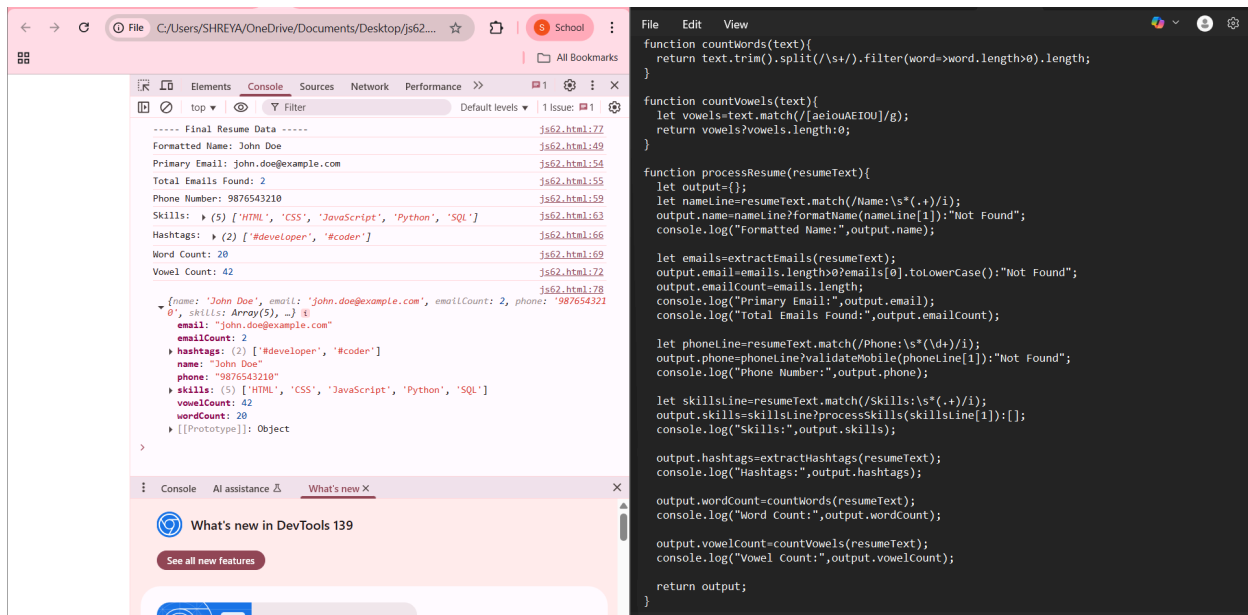 File C:/Users/SHREYA/OneDrive/Documents/Desktop/js62.... S School
All Bookmarks
Elements Console Sources Network Performance 1
top Filter Default levels 1 Issue: 1
----- Final Resume Data ----- js62.html:77
Formatted Name: John Doe js62.html:49
Primary Email: john.doe@example.com js62.html:54
Total Emails Found: 2 js62.html:55
Phone Number: 9876543210 js62.html:59
Skills: (5) ['HTML', 'CSS', 'JavaScript', 'Python', 'SQL'] js62.html:63
Hashtags: (2) ['#developer', '#coder'] js62.html:66
Word Count: 20 js62.html:69
Vowel Count: 42 js62.html:72
js62.html:78
{name: 'John Doe', email: 'john.doe@example.com', emailCount: 2, phone: '987654321
0', skills: Array(5), …}
email: "john.doe@example.com"
emailCount: 2
hashtags: (2) ['#developer', '#coder']
name: "John Doe"
phone: "9876543210"
skills: (5) ['HTML', 'CSS', 'JavaScript', 'Python', 'SQL']
vowelCount: 42
wordCount: 20
[[Prototype]]: Object
Console AI assistance What's new
What's new in DevTools 139
See all new features
File Edit View
function countWords(text){
return text.trim().split(/\s+/).filter(word=>word.length>0).length;
}
function countVowels(text){
let vowels=text.match(/[aeiouAEIOU]/g);
return vowels?vowels.length:0;
}
function processResume(resumeText){
let output={};
let nameLine=resumeText.match(/Name:\s*(.+)/i);
output.name=nameLine?formatName(nameLine[1]):"Not Found";
console.log("Formatted Name:",output.name);
let emails=extractEmails(resumeText);
output.email=emails.length>0?emails[0].toLowerCase():"Not Found";
output.emailCount=emails.length;
console.log("Primary Email:",output.email);
console.log("Total Emails Found:",output.emailCount);
let phoneLine=resumeText.match(/Phone:\s*(\d+)/i);
output.phone=phoneLine?validateMobile(phoneLine[1]):"Not Found";
console.log("Phone Number:",output.phone);
let skillsLine=resumeText.match(/Skills:\s*(.+)/i);
output.skills=skillsLine?processSkills(skillsLine[1]):[];
console.log("Skills:",output.skills);
output.hashtags=extractHashtags(resumeText);
console.log("Hashtags:",output.hashtags);
output.wordCount=countWords(resumeText);
console.log("Word Count:",output.wordCount);
output.vowelCount=countVowels(resumeText);
console.log("Vowel Count:",output.vowelCount);
return output;
}